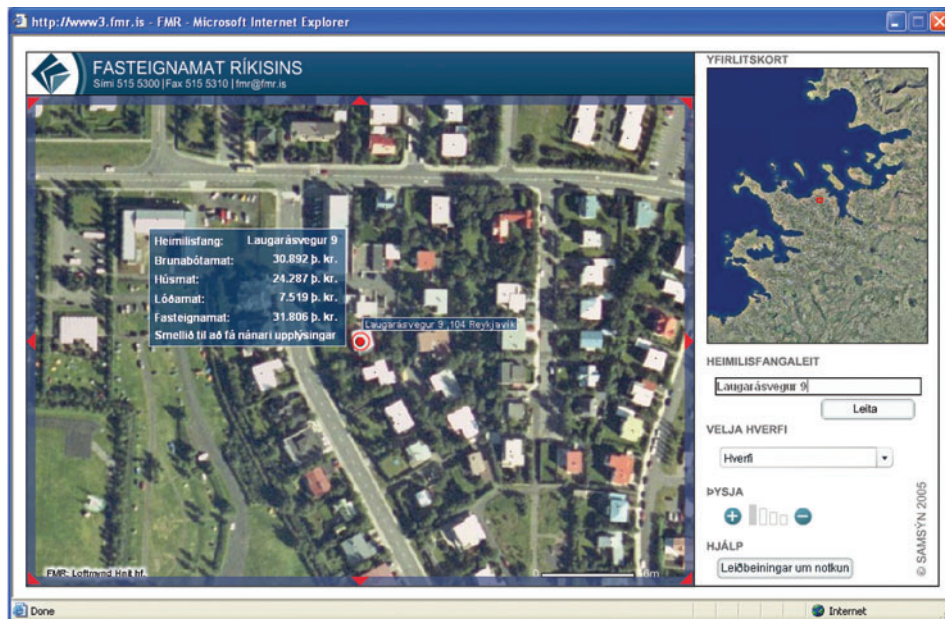 http://www3.fmr.is - FMR - Microsoft Internet Explorer
FASTEIGNAMAT RÍKISINS
Sími 515 5300 | Fax 515 5310 | fmr@fmr.is
Heimilisfang: Laugarásvegur 9
Brunabótamat: 30.892 þ. kr.
Húsmat: 24.287 þ. kr.
Lóðamat: 7.519 þ. kr.
Fasteignamat: 31.806 þ. kr.
Smellið til að fá nánari upplýsingar
Laugarásvegur 9 ,104 Reykjavík
FMR: Loftmynd Hnit hf.
0
YFIRLITSKORT
HEIMILISFANGALEIT
Laugarásvegur 9
Leita
VELJA HVERFI
Hverfi
ÞYSJA
HJÁLP
Leiðbeiningar um notkun
© SAMSÝN 2005
Done
Internet